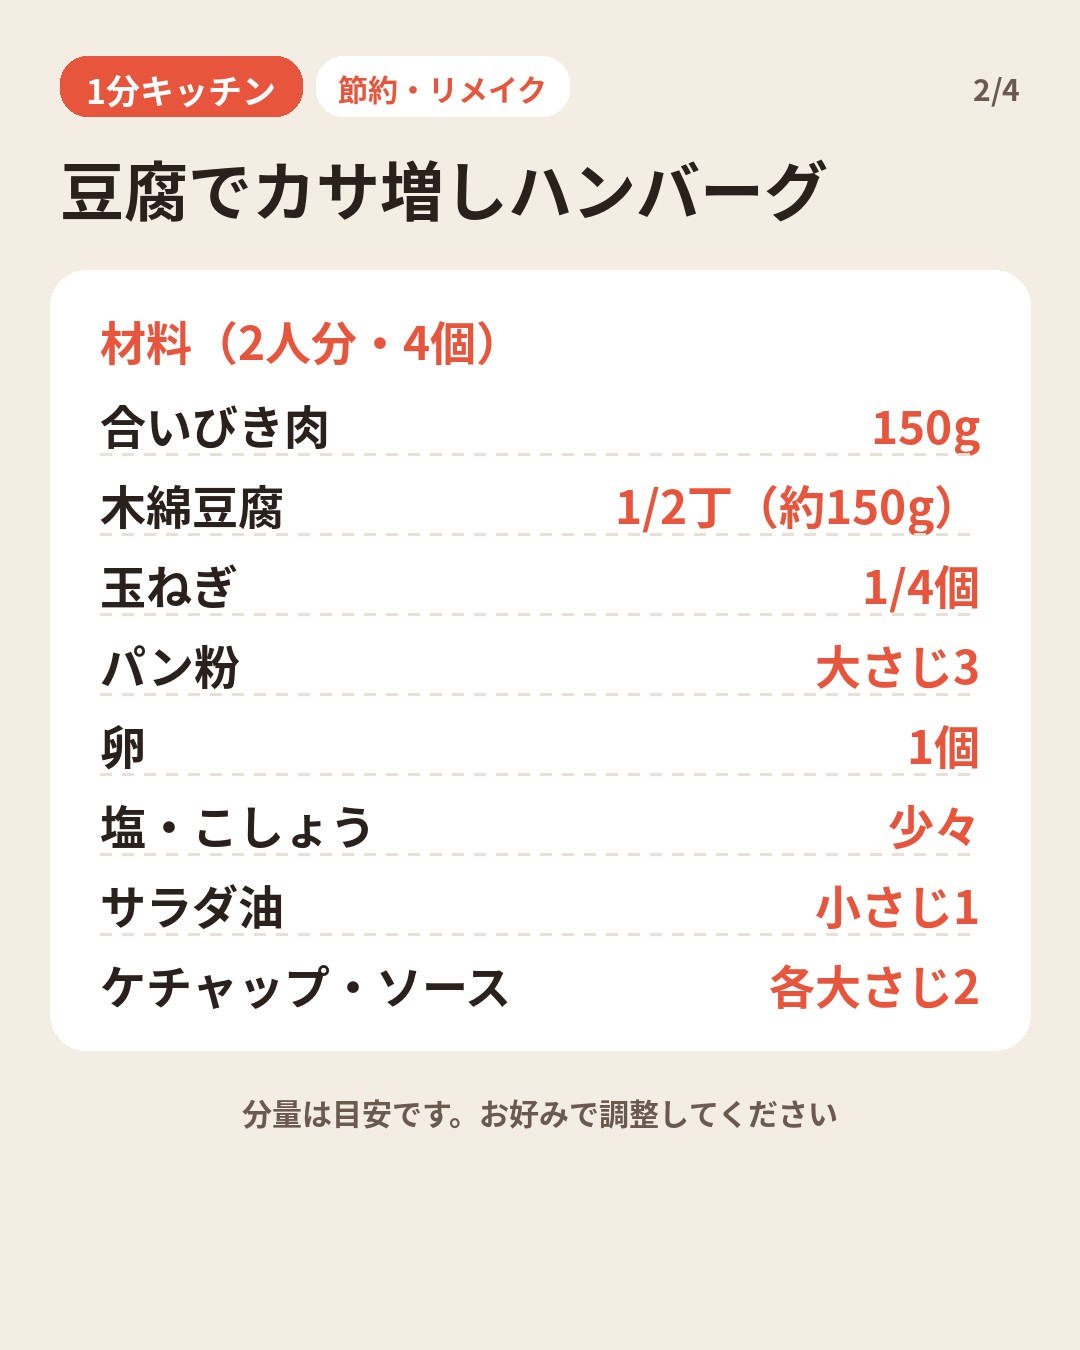 1分キッチン 節約・リメイク 2/4
豆腐でカサ増しハンバーグ
材料（2人分・4個）
合いびき肉 150g
木綿豆腐 1/2丁（約150g）
玉ねぎ 1/4個
パン粉 大さじ3
卵 1個
塩・こしょう 少々
サラダ油 小さじ1
ケチャップ・ソース 各大さじ2
分量は目安です。お好みで調整してください